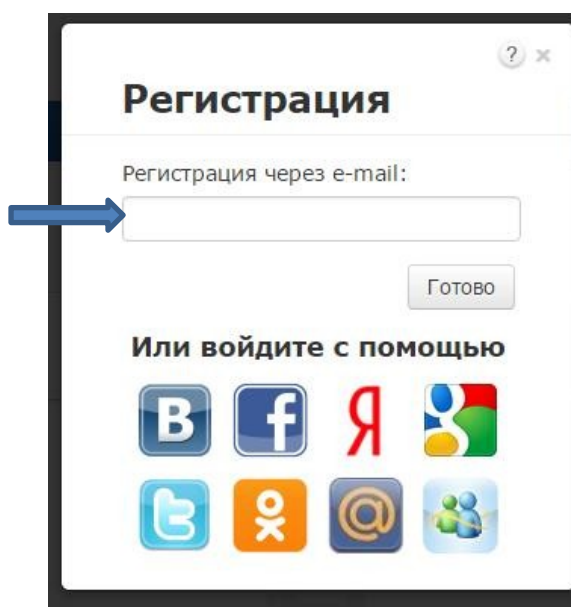 ? ×
Регистрация
Регистрация через e-mail:
Готово
Или войдите с помощью
В f Я g
t @